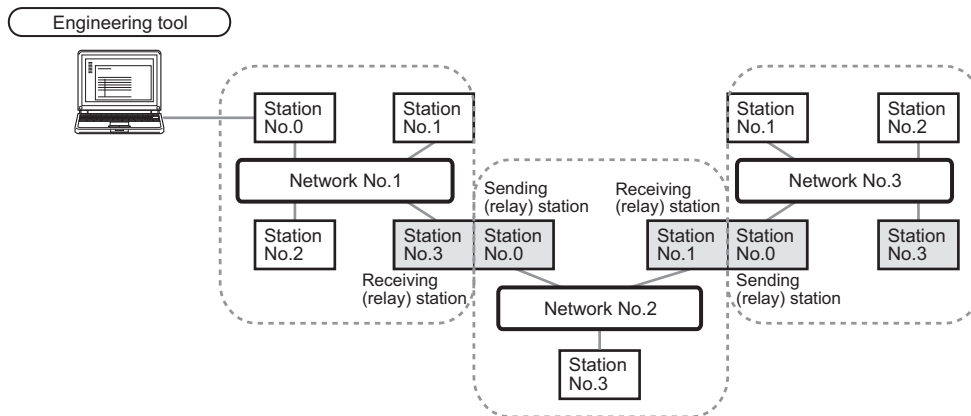 Engineering tool
Station
No.0
Station
No.1
Station
No.1
Station
No.2
Network No.1
Network No.3
Sending
(relay) station
Receiving
(relay) station
Station
No.2
Station
No.3
Station
No.0
Station
No.1
Station
No.0
Station
No.3
Receiving
(relay) station
Sending
(relay) station
Network No.2
Station
No.3